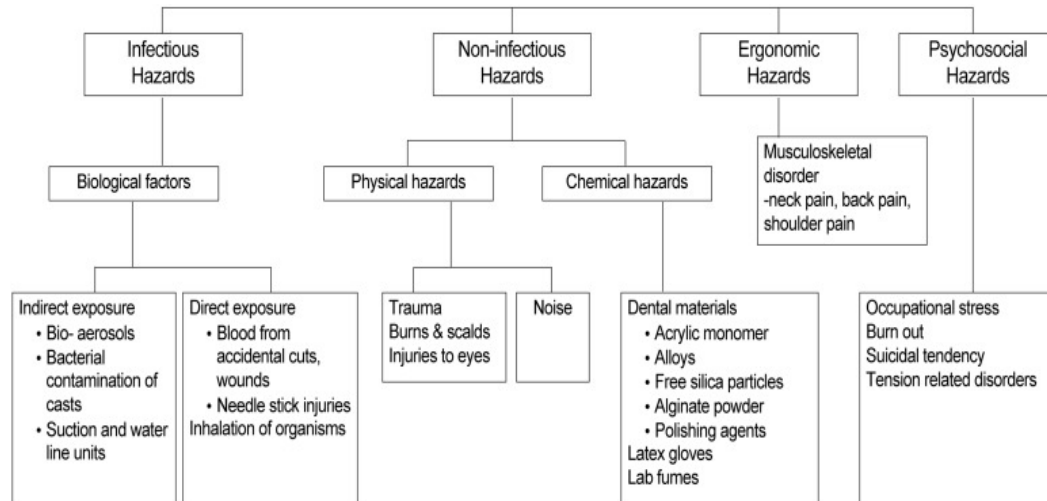 Infectious
Hazards
Non-infectious
Hazards
Ergonomic
Hazards
Psychosocial
Hazards
Biological factors
Physical hazards
Chemical hazards
Musculoskeletal
disorder
-neck pain, back pain,
shoulder pain
Indirect exposure
• Bio- aerosols
• Bacterial
contamination of
casts
• Suction and water
line units
Direct exposure
• Blood from
accidental cuts,
wounds
• Needle stick injuries
Inhalation of organisms
Trauma
Burns & scalds
Injuries to eyes
Noise
Dental materials
• Acrylic monomer
• Alloys
• Free silica particles
• Alginate powder
• Polishing agents
Latex gloves
Lab fumes
Occupational stress
Burn out
Suicidal tendency
Tension related disorders